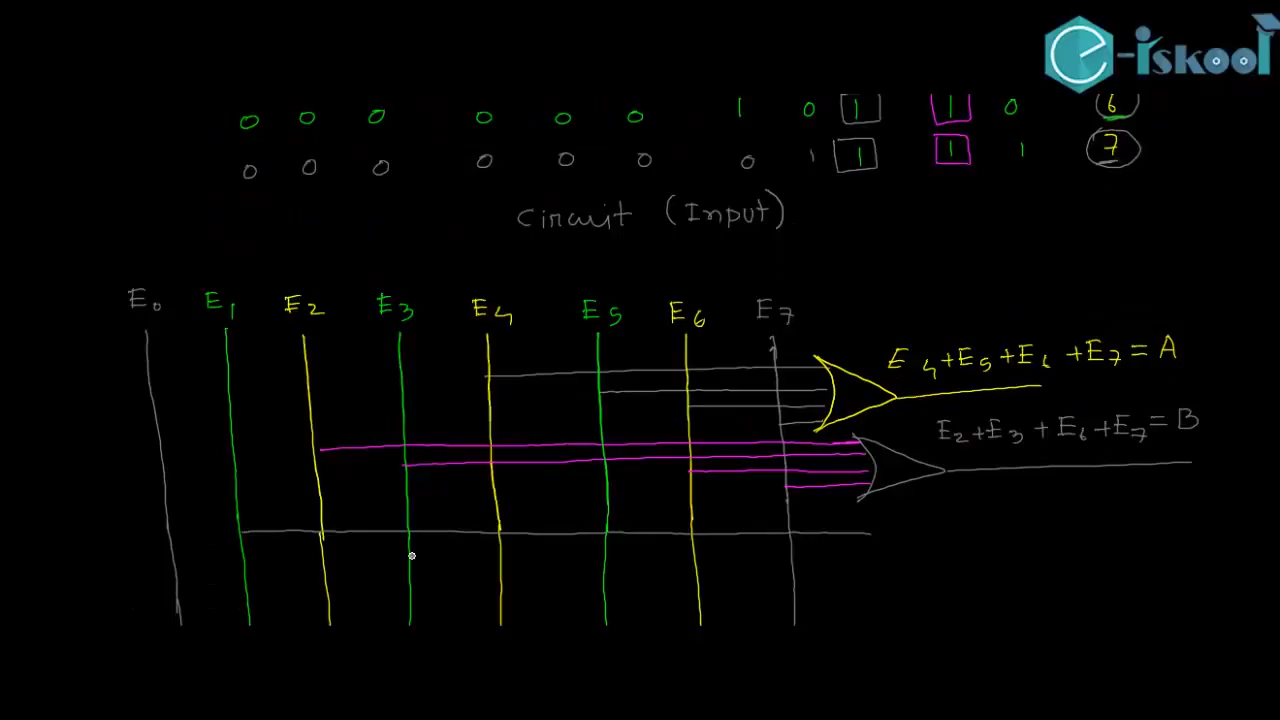 e-iskool
0 0 0 0 0 0 1 0 1 1 0 6
0 0 0 0 0 0 0 1 1 1 1 7
Circuit (Input)
E0 E1 E2 E3 E4 E5 E6 E7
E4+E5+E6+E7=A
E2+E3+E6+E7=B